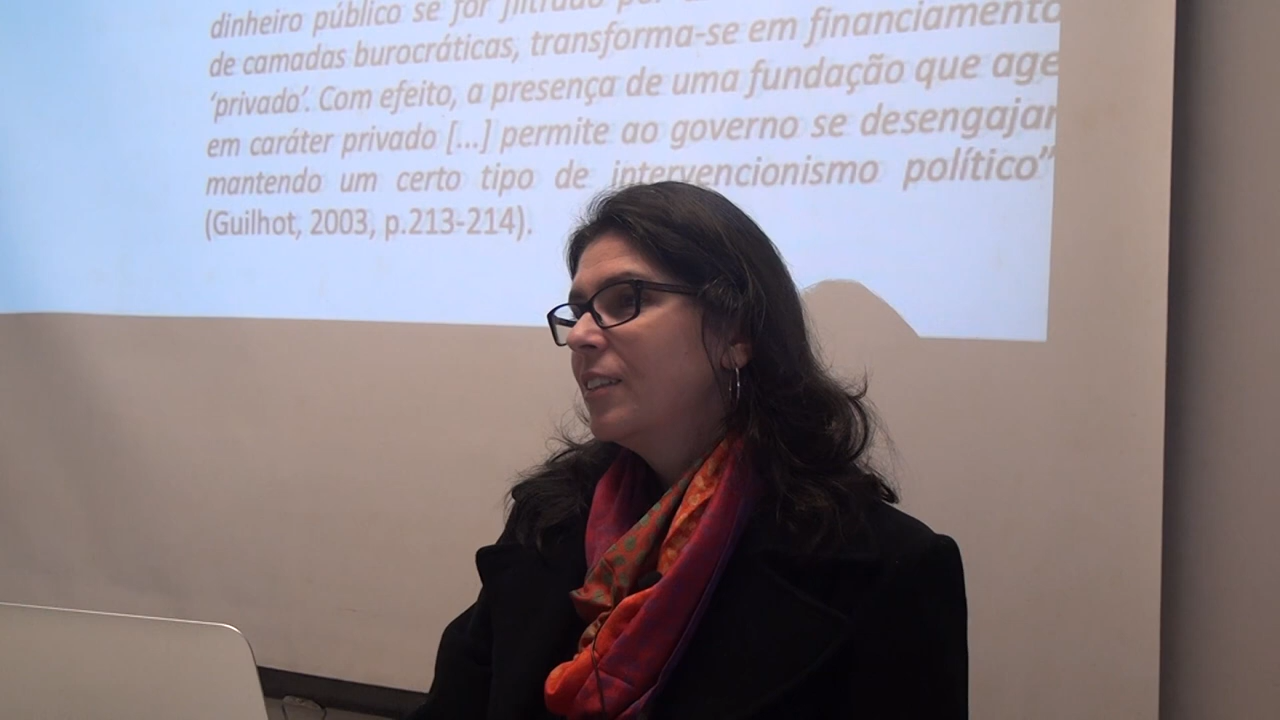 dinheiro público se for filtrado por
de camadas burocráticas, transforma-se em financiamento
‘privado’. Com efeito, a presença de uma fundação que age
em caráter privado [...] permite ao governo se desengajar
mantendo um certo tipo de intervencionismo político”
(Guilhot, 2003, p.213-214).